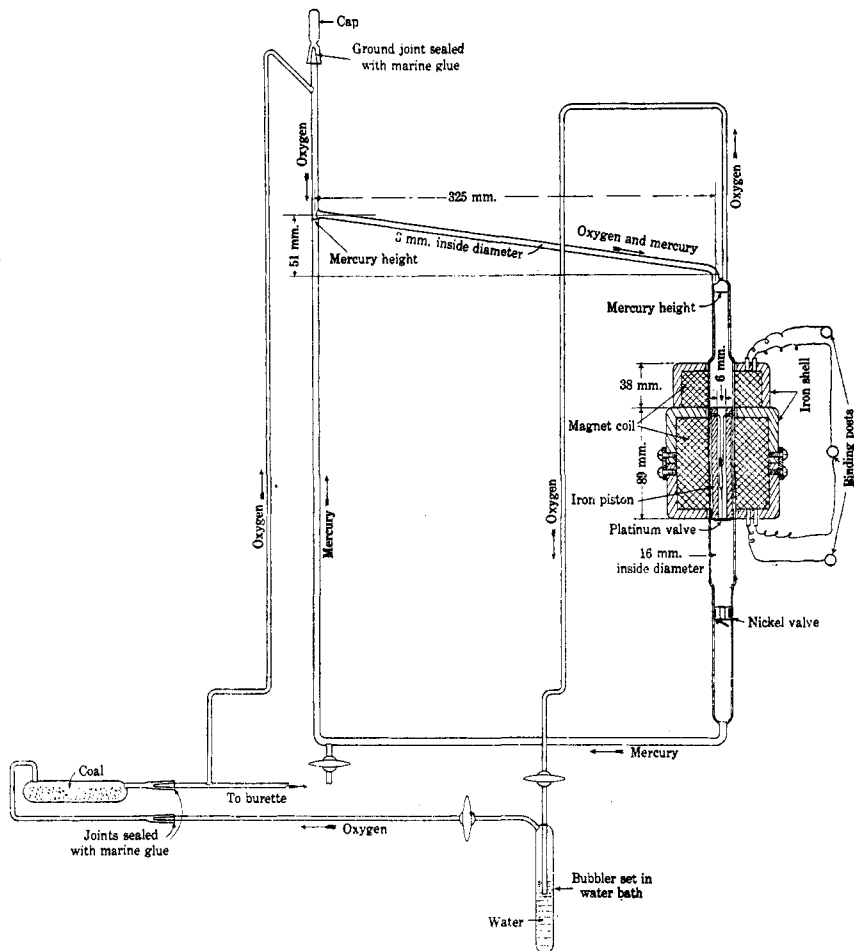 Cap
Ground joint sealed
with marine glue
Oxygen
325 mm.
Oxygen
51 mm.
Mercury height
mm. inside diameter
Oxygen and mercury
Mercury height
6 mm.
38 mm.
Iron shell
Magnet coil
89 mm.
Binding posts
Iron piston
Platinum valve
16 mm.
inside diameter
Nickel valve
Oxygen
Mercury
Oxygen
Mercury
Coal
To burette
Joints sealed
with marine glue
Oxygen
Bubbler set in
water bath
Water